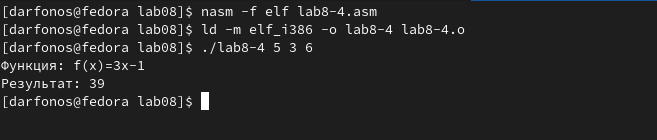 [darfonos@fedora lab08]$ nasm -f elf lab8-4.asm
[darfonos@fedora lab08]$ ld -m elf_i386 -o lab8-4 lab8-4.o
[darfonos@fedora lab08]$ ./lab8-4 5 3 6
Функция: f(x)=3x-1
Результат: 39
[darfonos@fedora lab08]$